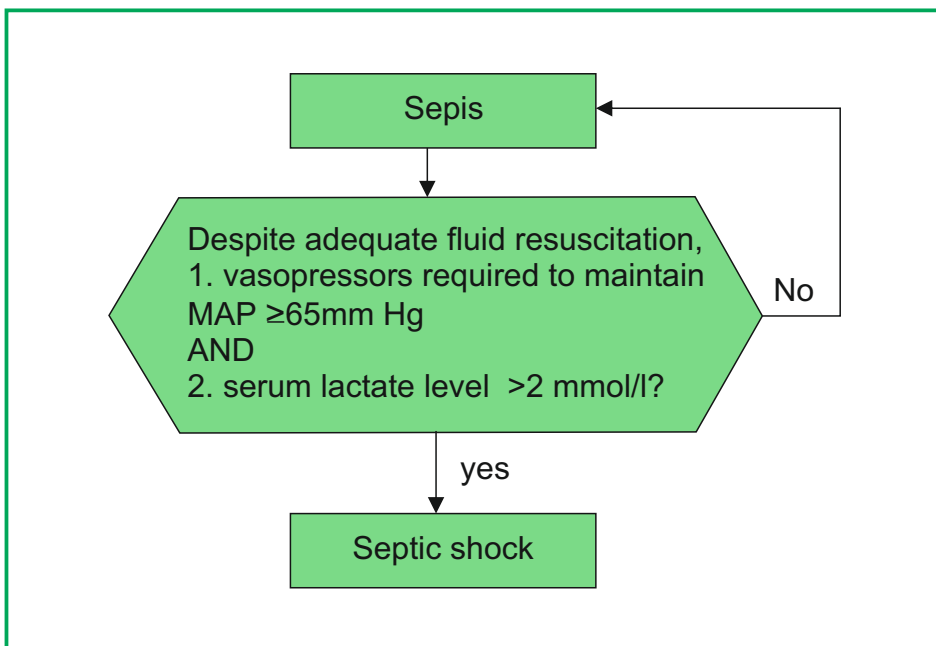 Sepis
Despite adequate fluid resuscitation,
1. vasopressors required to maintain
MAP ≥65mm Hg
AND
2. serum lactate level >2 mmol/l?
No
yes
Septic shock